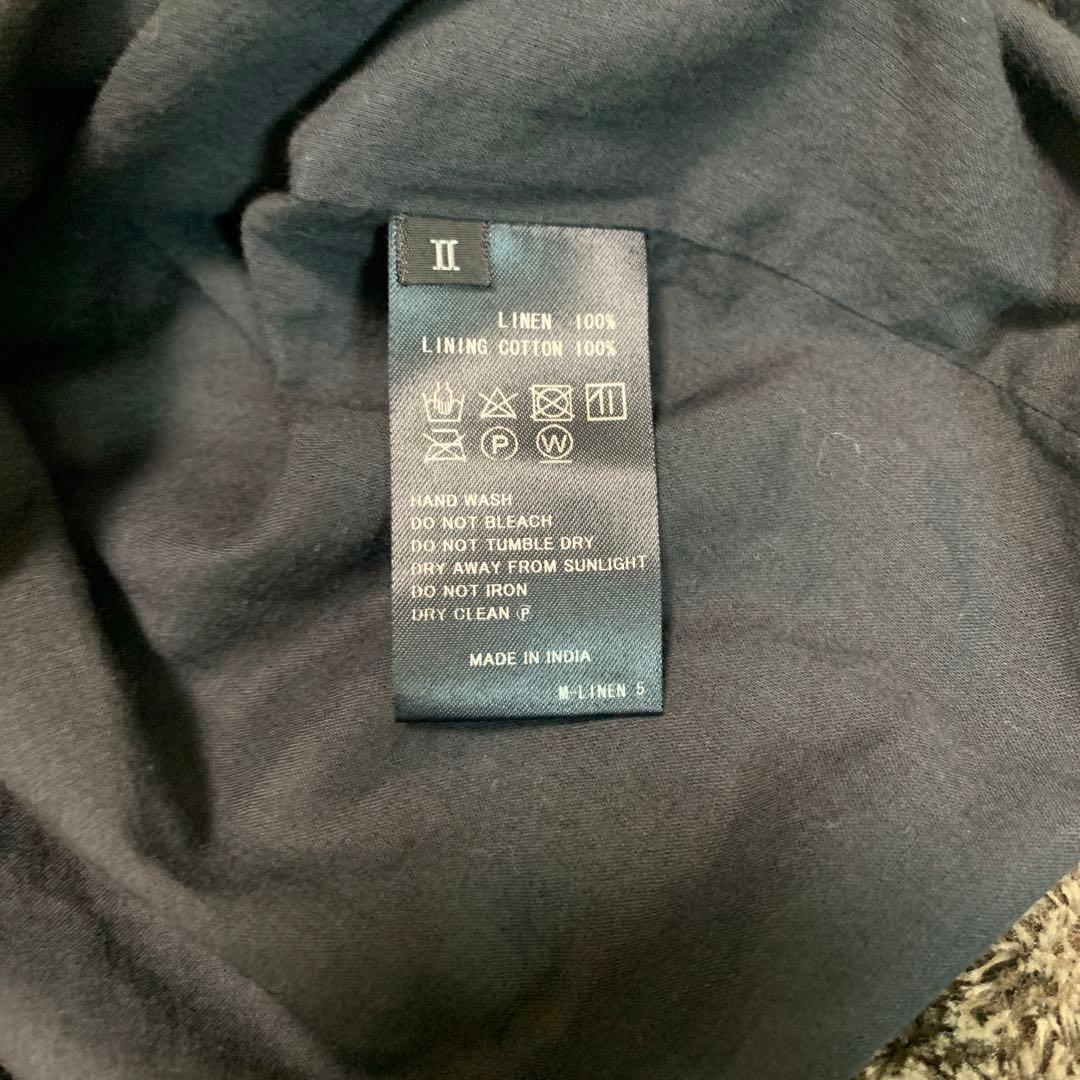 II
LINEN 100%
LINING COTTON 100%
P W
HAND WASH
DO NOT BLEACH
DO NOT TUMBLE DRY
DRY AWAY FROM SUNLIGHT
DO NOT IRON
DRY CLEAN Ⓟ
MADE IN INDIA
M-LINEN 5